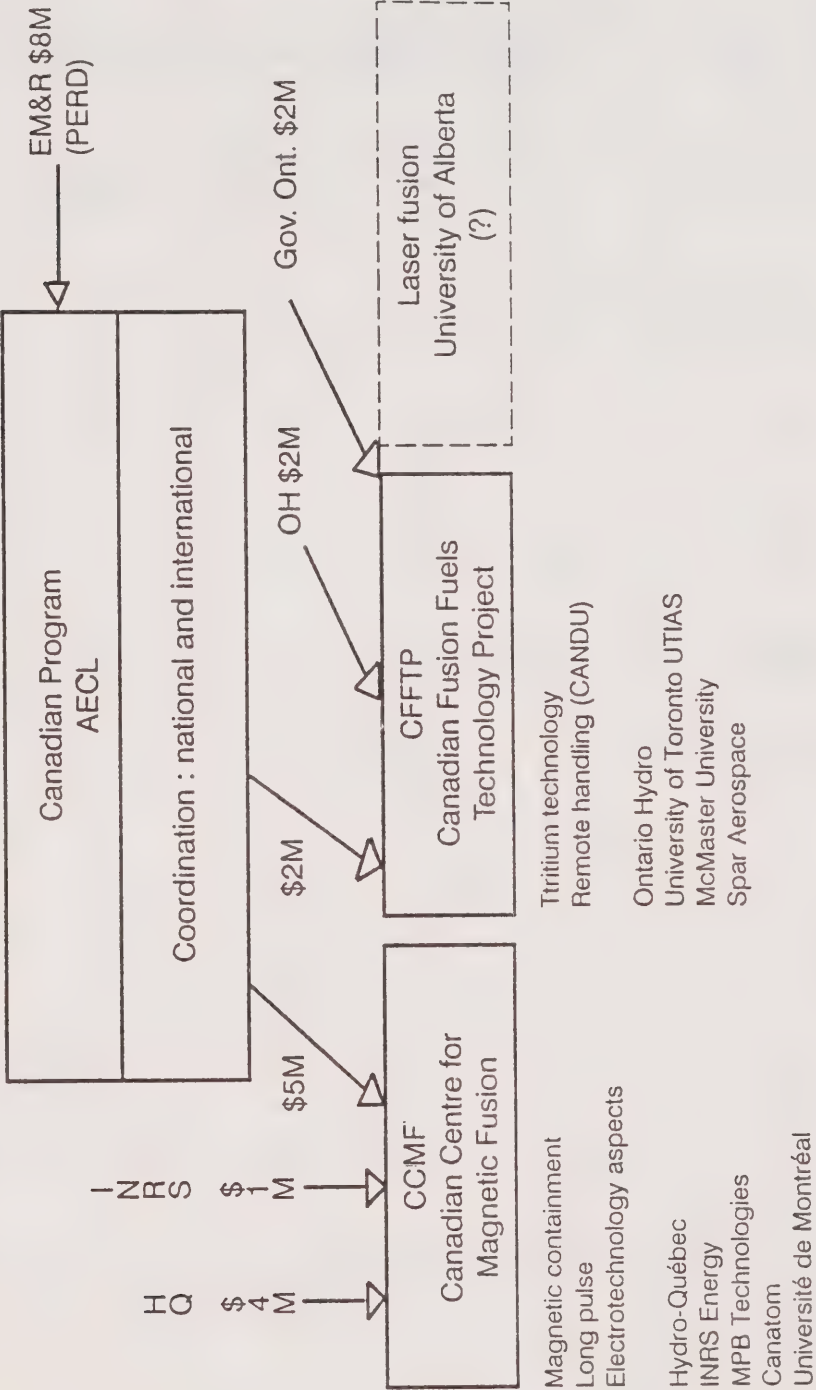 EM&R $8M
(PERD)
Canadian Program
AECL
Coordination : national and international
INRS $1M
HQ $4M
$5M
$2M
OH $2M
Gov. Ont. $2M
CCMF
Canadian Centre for
Magnetic Fusion
CFFTP
Canadian Fusion Fuels
Technology Project
Laser fusion
University of Alberta
(?)
Magnetic containment
Long pulse
Electrotechnology aspects
Hydro-Québec
INRS Energy
MPB Technologies
Canatom
Université de Montréal
Ttritium technology
Remote handling (CANDU)
Ontario Hydro
University of Toronto UTIAS
McMaster University
Spar Aerospace